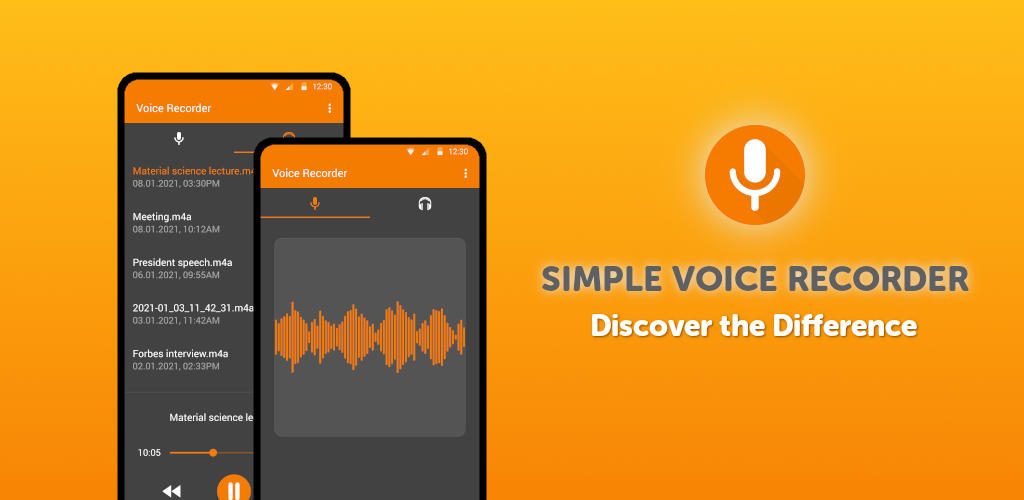 12:30
Voice Recorder
Material science lecture.m4
08.01.2021, 03:30PM
Meeting.m4a
08.01.2021, 10:12AM
President speech.m4a
06.01.2021, 09:55AM
2021-01_03_11_42_31.m4a
03.01.2021, 11:42AM
Forbes interview.m4a
02.01.2021, 02:33PM
Material science le
10:05
12:30
Voice Recorder
SIMPLE VOICE RECORDER
Discover the Difference